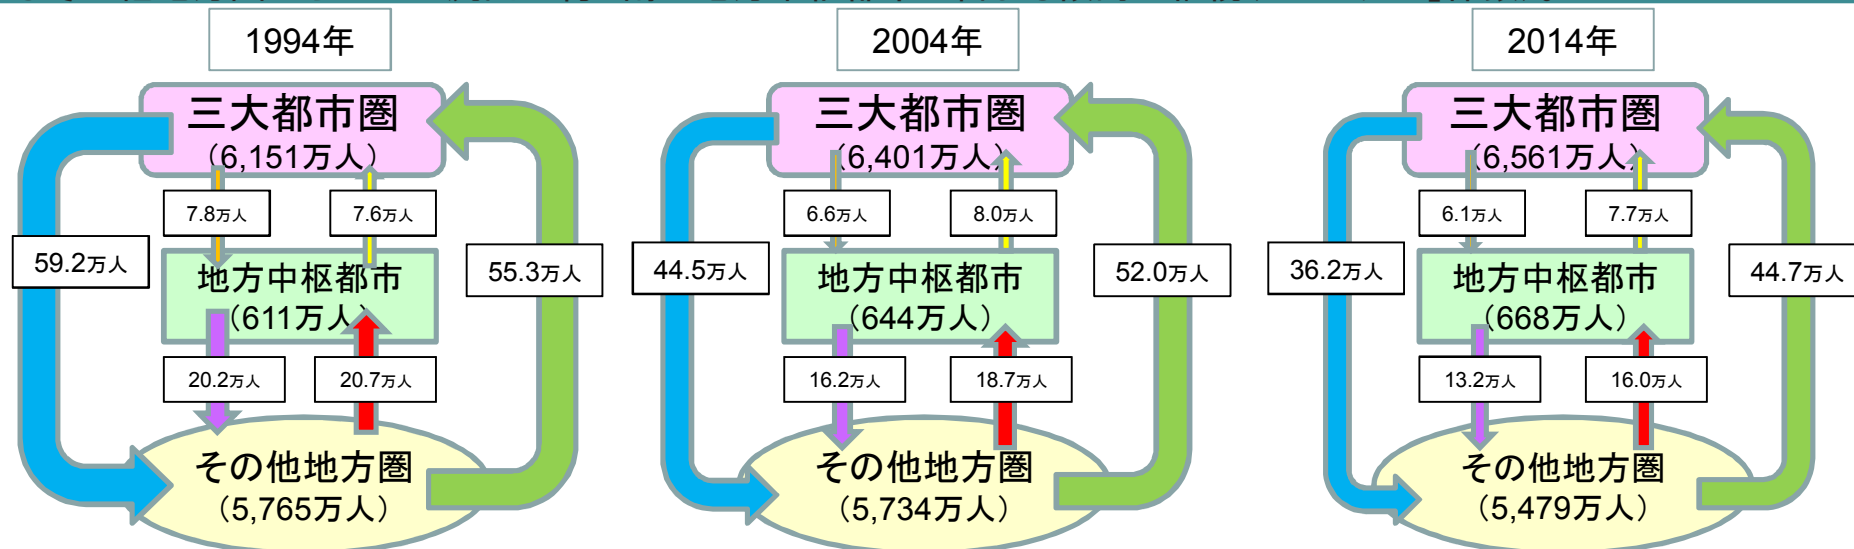 1994年
三大都市圏
(6,151万人)
7.8万人
7.6万人
59.2万人
55.3万人
地方中枢都市
(611万人)
20.2万人
20.7万人
その他地方圏
(5,765万人)
2004年
三大都市圏
(6,401万人)
6.6万人
8.0万人
44.5万人
52.0万人
地方中枢都市
(644万人)
16.2万人
18.7万人
その他地方圏
(5,734万人)
2014年
三大都市圏
(6,561万人)
6.1万人
7.7万人
36.2万人
44.7万人
地方中枢都市
(668万人)
13.2万人
16.0万人
その他地方圏
(5,479万人)